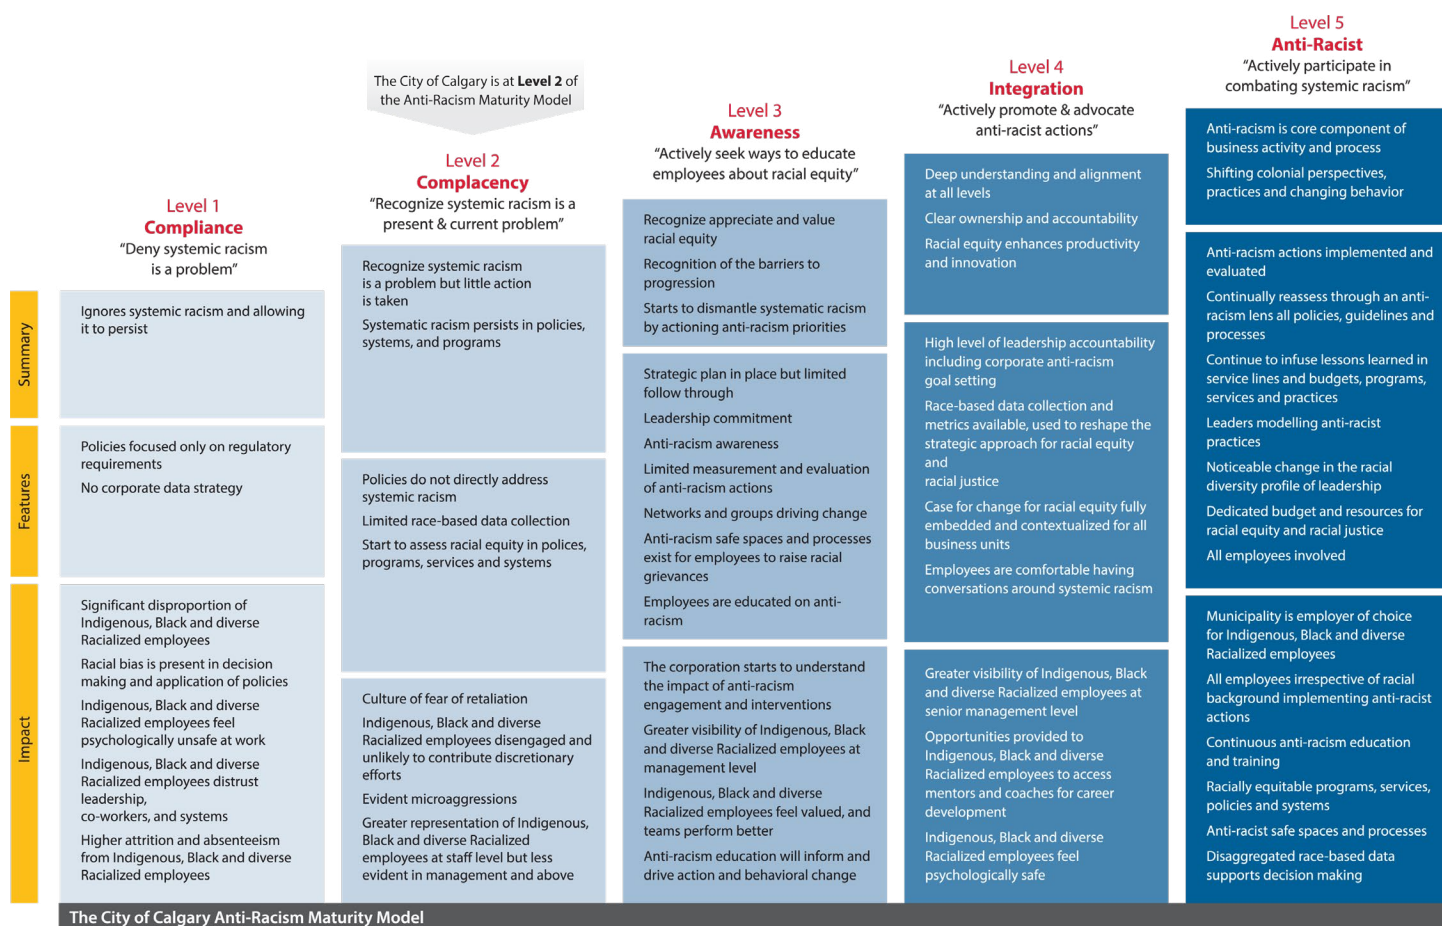 The City of Calgary is at Level 2 of
the Anti-Racism Maturity Model
Summary
Features
Impact
Level 1
Compliance
“Deny systemic racism
is a problem”
Ignores systemic racism and allowing
it to persist
Policies focused only on regulatory
requirements
No corporate data strategy
Significant disproportion of
Indigenous, Black and diverse
Racialized employees
Racial bias is present in decision
making and application of policies
Indigenous, Black and diverse
Racialized employees feel
psychologically unsafe at work
Indigenous, Black and diverse
Racialized employees distrust
leadership,
co-workers, and systems
Higher attrition and absenteeism
from Indigenous, Black and diverse
Racialized employees
Level 2
Complacency
“Recognize systemic racism is a
present & current problem”
Recognize systemic racism
is a problem but little action
is taken
Systematic racism persists in policies,
systems, and programs
Policies do not directly address
systemic racism
Limited race-based data collection
Start to assess racial equity in polices,
programs, services and systems
Culture of fear of retaliation
Indigenous, Black and diverse
Racialized employees disengaged and
unlikely to contribute discretionary
efforts
Evident microaggressions
Greater representation of Indigenous,
Black and diverse Racialized
employees at staff level but less
evident in management and above
Level 3
Awareness
“Actively seek ways to educate
employees about racial equity”
Recognize appreciate and value
racial equity
Recognition of the barriers to
progression
Starts to dismantle systematic racism
by actioning anti-racism priorities
Strategic plan in place but limited
follow through
Leadership commitment
Anti-racism awareness
Limited measurement and evaluation
of anti-racism actions
Networks and groups driving change
Anti-racism safe spaces and processes
exist for employees to raise racial
grievances
Employees are educated on anti-
racism
The corporation starts to understand
the impact of anti-racism
engagement and interventions
Greater visibility of Indigenous, Black
and diverse Racialized employees at
management level
Indigenous, Black and diverse
Racialized employees feel valued, and
teams perform better
Anti-racism education will inform and
drive action and behavioral change
Level 4
Integration
“Actively promote & advocate
anti-racist actions”
Deep understanding and alignment
at all levels
Clear ownership and accountability
Racial equity enhances productivity
and innovation
High level of leadership accountability
including corporate anti-racism
goal setting
Race-based data collection and
metrics available, used to reshape the
strategic approach for racial equity
and
racial justice
Case for change for racial equity fully
embedded and contextualized for all
business units
Employees are comfortable having
conversations around systemic racism
Greater visibility of Indigenous, Black
and diverse Racialized employees at
senior management level
Opportunities provided to
Indigenous, Black and diverse
Racialized employees to access
mentors and coaches for career
development
Indigenous, Black and diverse
Racialized employees feel
psychologically safe
Level 5
Anti-Racist
“Actively participate in
combating systemic racism”
Anti-racism is core component of
business activity and process
Shifting colonial perspectives,
practices and changing behavior
Anti-racism actions implemented and
evaluated
Continually reassess through an anti-
racism lens all policies, guidelines and
processes
Continue to infuse lessons learned in
service lines and budgets, programs,
services and practices
Leaders modelling anti-racist
practices
Noticeable change in the racial
diversity profile of leadership
Dedicated budget and resources for
racial equity and racial justice
All employees involved
Municipality is employer of choice
for Indigenous, Black and diverse
Racialized employees
All employees irrespective of racial
background implementing anti-racist
actions
Continuous anti-racism education
and training
Racially equitable programs, services,
policies and systems
Anti-racist safe spaces and processes
Disaggregated race-based data
supports decision making
The City of Calgary Anti-Racism Maturity Model